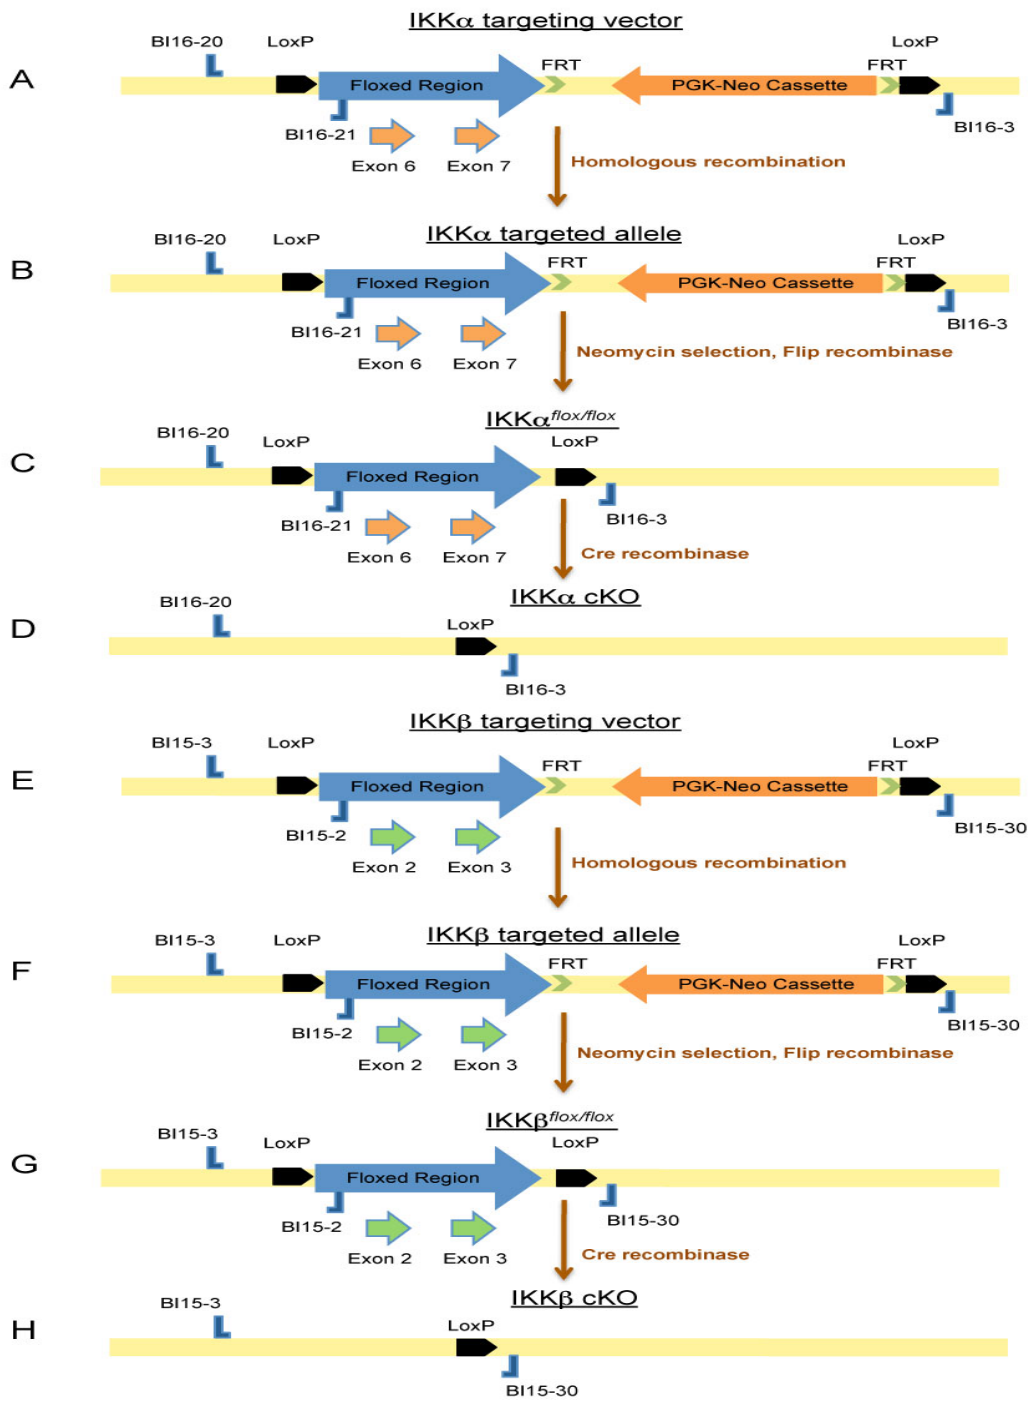 IKKα targeting vector
BI16-20 LoxP LoxP
FRT FRT
A Floxed Region PGK-Neo Cassette
BI16-21 BI16-3
Exon 6 Exon 7 Homologous recombination
IKKα targeted allele
BI16-20 LoxP LoxP
FRT FRT
B Floxed Region PGK-Neo Cassette
BI16-21 BI16-3
Exon 6 Exon 7 Neomycin selection, Flip recombinase
IKKα flox/flox
BI16-20 LoxP LoxP
C Floxed Region
BI16-21 BI16-3
Exon 6 Exon 7 Cre recombinase
IKKα cKO
BI16-20 LoxP
D
BI16-3
IKKβ targeting vector
BI15-3 LoxP LoxP
FRT FRT
E Floxed Region PGK-Neo Cassette
BI15-2 BI15-30
Exon 2 Exon 3 Homologous recombination
IKKβ targeted allele
BI15-3 LoxP LoxP
FRT FRT
F Floxed Region PGK-Neo Cassette
BI15-2 BI15-30
Exon 2 Exon 3 Neomycin selection, Flip recombinase
IKKβ flox/flox
BI15-3 LoxP LoxP
G Floxed Region
BI15-2 BI15-30
Exon 2 Exon 3 Cre recombinase
IKKβ cKO
BI15-3 LoxP
H
BI15-30